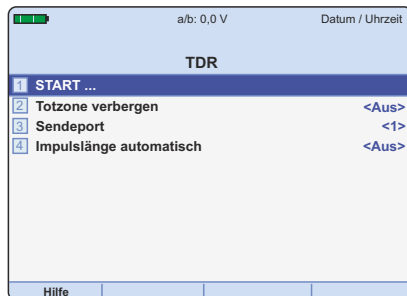 a/b: 0,0 V Datum / Uhrzeit
TDR
1 START ...
2 Totzone verbergen <Aus>
3 Sendeport <1>
4 Impulslänge automatisch <Aus>
Hilfe